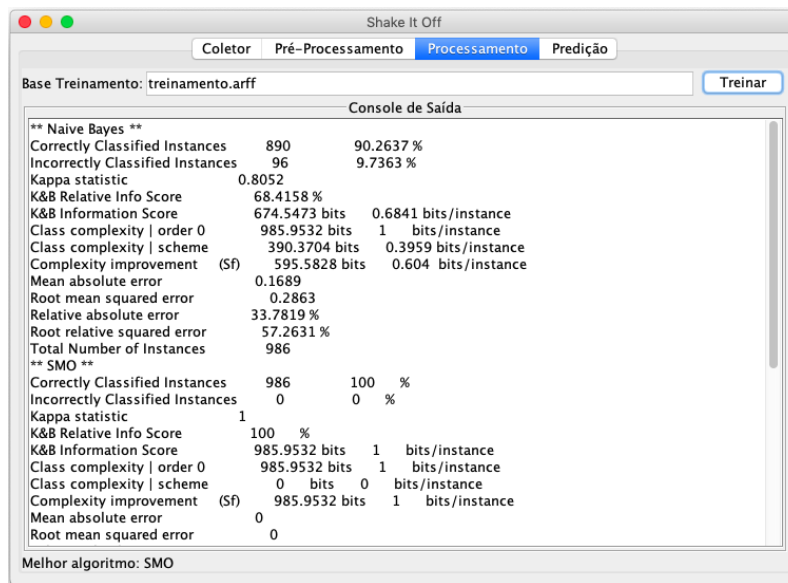 Shake It Off
Coletor Pré-Processamento Processamento Predição
Base Treinamento: treinamento.arff Treinar
Console de Saída
** Naive Bayes **
Correctly Classified Instances 890 90.2637 %
Incorrectly Classified Instances 96 9.7363 %
Kappa statistic 0.8052
K&B Relative Info Score 68.4158 %
K&B Information Score 674.5473 bits 0.6841 bits/instance
Class complexity | order 0 985.9532 bits 1 bits/instance
Class complexity | scheme 390.3704 bits 0.3959 bits/instance
Complexity improvement (Sf) 595.5828 bits 0.604 bits/instance
Mean absolute error 0.1689
Root mean squared error 0.2863
Relative absolute error 33.7819 %
Root relative squared error 57.2631 %
Total Number of Instances 986
** SMO **
Correctly Classified Instances 986 100 %
Incorrectly Classified Instances 0 0 %
Kappa statistic 1
K&B Relative Info Score 100 %
K&B Information Score 985.9532 bits 1 bits/instance
Class complexity | order 0 985.9532 bits 1 bits/instance
Class complexity | scheme 0 bits 0 bits/instance
Complexity improvement (Sf) 985.9532 bits 1 bits/instance
Mean absolute error 0
Root mean squared error 0
Melhor algoritmo: SMO